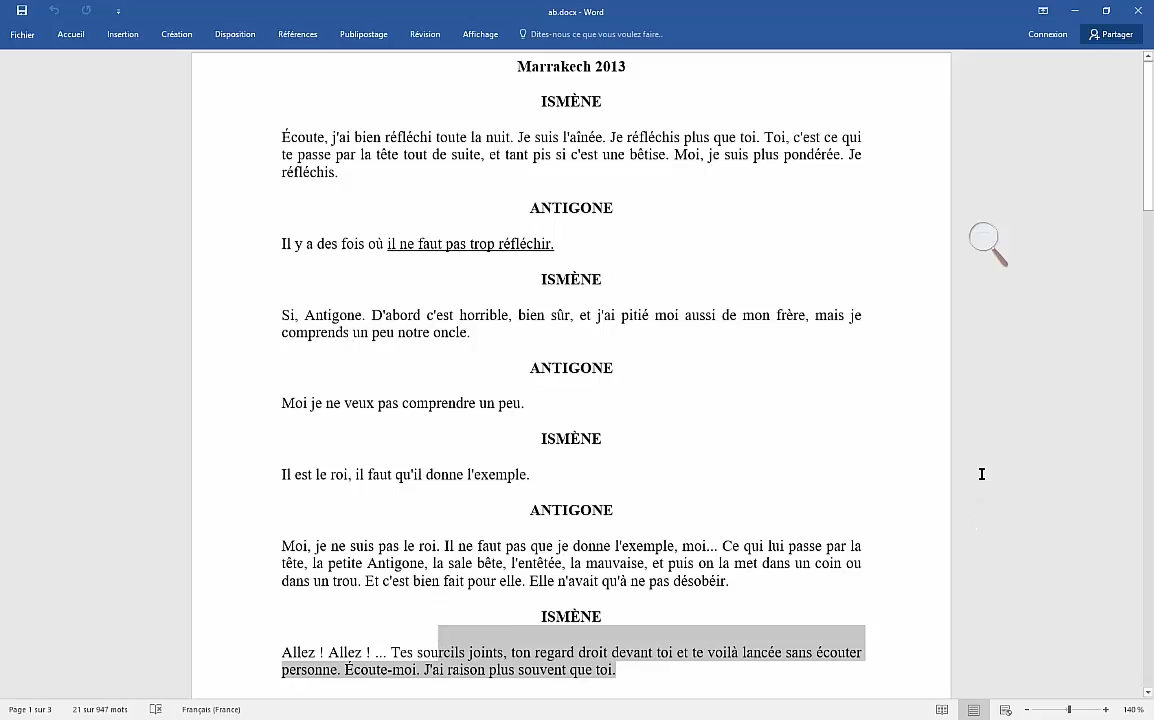 ab.docx - Word
Fichier Accueil Insertion Création Disposition Références Publipostage Révision Affichage Dites-nous ce que vous voulez faire.. Connexion Partager
Marrakech 2013
ISMÈNE
Écoute, j'ai bien réfléchi toute la nuit. Je suis l'aînée. Je réfléchis plus que toi. Toi, c'est ce qui
te passe par la tête tout de suite, et tant pis si c'est une bêtise. Moi, je suis plus pondérée. Je
réfléchis.
ANTIGONE
Il y a des fois où il ne faut pas trop réfléchir.
ISMÈNE
Si, Antigone. D'abord c'est horrible, bien sûr, et j'ai pitié moi aussi de mon frère, mais je
comprends un peu notre oncle.
ANTIGONE
Moi je ne veux pas comprendre un peu.
ISMÈNE
Il est le roi, il faut qu'il donne l'exemple.
ANTIGONE
Moi, je ne suis pas le roi. Il ne faut pas que je donne l'exemple, moi... Ce qui lui passe par la
tête, la petite Antigone, la sale bête, l'entêtée, la mauvaise, et puis on la met dans un coin ou
dans un trou. Et c'est bien fait pour elle. Elle n'avait qu'à ne pas désobéir.
ISMÈNE
Allez ! Allez ! ... Tes sourcils joints, ton regard droit devant toi et te voilà lancée sans écouter
personne. Écoute-moi. J'ai raison plus souvent que toi.
Page 1 sur 3 21 sur 947 mots Français (France) 140 %